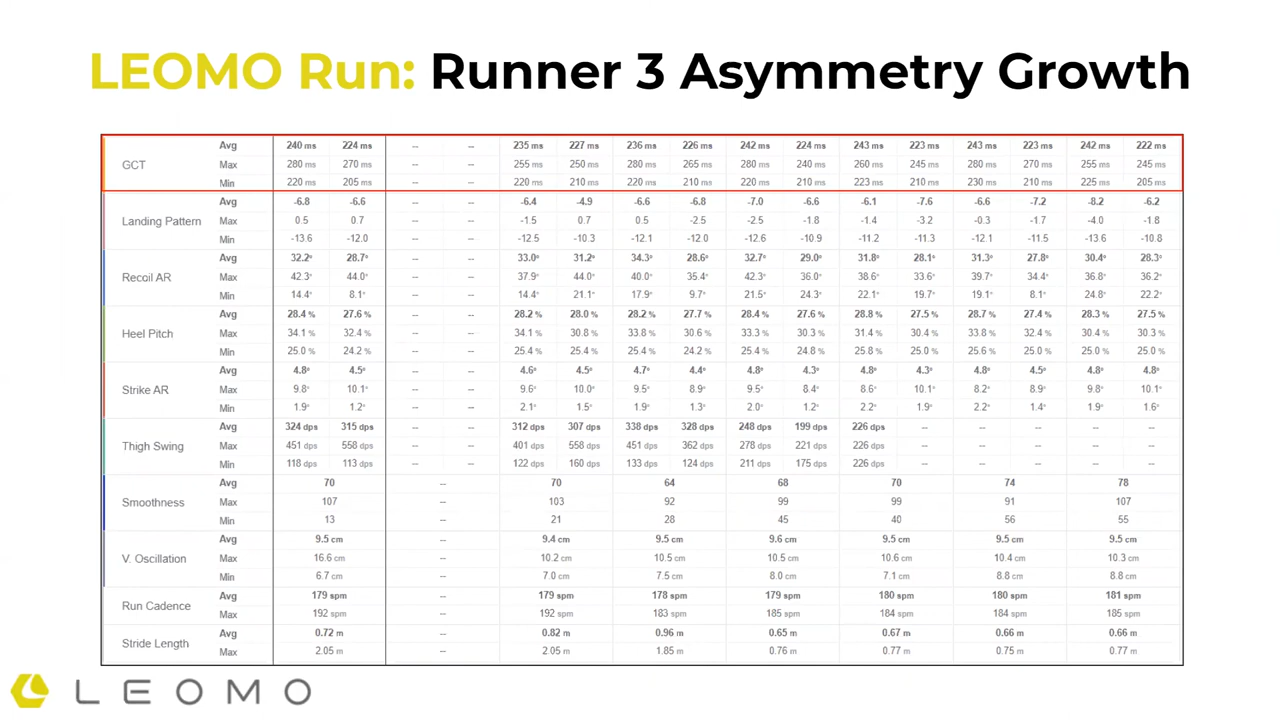 LEOMO Run: Runner 3 Asymmetry Growth
Avg 240 ms 224 ms -- -- 235 ms 227 ms 236 ms 226 ms 242 ms 224 ms 243 ms 223 ms 243 ms 223 ms 242 ms 222 ms
GCT Max 280 ms 270 ms -- -- 255 ms 250 ms 280 ms 265 ms 280 ms 240 ms 260 ms 245 ms 280 ms 270 ms 255 ms 245 ms
Min 220 ms 205 ms -- -- 220 ms 210 ms 220 ms 210 ms 220 ms 210 ms 223 ms 210 ms 230 ms 210 ms 225 ms 205 ms
Avg -6.8 -6.6 -- -- -6.4 -4.9 -6.6 -6.8 -7.0 -6.6 -6.1 -7.6 -6.6 -7.2 -8.2 -6.2
Landing Pattern Max 0.5 0.7 -- -- -1.5 0.7 0.5 -2.5 -2.5 -1.8 -1.4 -3.2 -0.3 -1.7 -4.0 -1.8
Min -13.6 -12.0 -- -- -12.5 -10.3 -12.1 -12.0 -12.6 -10.9 -11.2 -11.3 -12.1 -11.5 -13.6 -10.8
Avg 32.2° 28.7° -- -- 33.0° 31.2° 34.3° 28.6° 32.7° 29.0° 31.8° 28.1° 31.3° 27.8° 30.4° 28.3°
Recoil AR Max 42.3° 44.0° -- -- 37.9° 44.0° 40.0° 35.4° 42.3° 36.0° 38.6° 33.6° 39.7° 34.4° 36.8° 36.2°
Min 14.4° 8.1° -- -- 14.4° 21.1° 17.9° 9.7° 21.5° 24.3° 22.1° 19.7° 19.1° 8.1° 24.8° 22.2°
Avg 28.4 % 27.6 % -- -- 28.2 % 28.0 % 28.2 % 27.7 % 28.4 % 27.6 % 28.8 % 27.5 % 28.7 % 27.4 % 28.3 % 27.5 %
Heel Pitch Max 34.1 % 32.4 % -- -- 34.1 % 30.8 % 33.8 % 30.6 % 33.3 % 30.3 % 31.4 % 30.4 % 33.8 % 32.4 % 30.4 % 30.3 %
Min 25.0 % 24.2 % -- -- 25.4 % 25.4 % 25.4 % 24.2 % 25.4 % 24.8 % 25.8 % 25.0 % 25.6 % 25.0 % 25.0 % 25.0 %
Avg 4.8° 4.5° -- -- 4.6° 4.5° 4.7° 4.4° 4.8° 4.3° 4.8° 4.3° 4.8° 4.5° 4.8° 4.8°
Strike AR Max 9.8° 10.1° -- -- 9.6° 10.0° 9.5° 8.9° 9.5° 8.4° 8.6° 10.1° 8.2° 8.9° 9.8° 10.1°
Min 1.9° 1.2° -- -- 2.1° 1.5° 1.9° 1.3° 2.0° 1.2° 2.2° 1.9° 2.2° 1.4° 1.9° 1.6°
Avg 324 dps 315 dps -- -- 312 dps 307 dps 338 dps 328 dps 248 dps 199 dps 226 dps -- -- -- -- --
Thigh Swing Max 451 dps 558 dps -- -- 401 dps 558 dps 451 dps 362 dps 278 dps 221 dps 226 dps -- -- -- -- --
Min 118 dps 113 dps -- -- 122 dps 160 dps 133 dps 124 dps 211 dps 175 dps 226 dps -- -- -- -- --
Avg 70 -- 70 64 68 70 74 78
Smoothness Max 107 -- 103 92 99 99 91 107
Min 13 -- 21 28 45 40 56 55
Avg 9.5 cm -- 9.4 cm 9.5 cm 9.6 cm 9.5 cm 9.5 cm 9.5 cm
V. Oscillation Max 16.6 cm -- 10.2 cm 10.5 cm 10.5 cm 10.6 cm 10.4 cm 10.3 cm
Min 6.7 cm -- 7.0 cm 7.5 cm 8.0 cm 7.1 cm 8.8 cm 8.8 cm
Run Cadence Avg 179 spm -- 179 spm 178 spm 179 spm 180 spm 180 spm 181 spm
Max 192 spm -- 192 spm 183 spm 185 spm 184 spm 184 spm 185 spm
Stride Length Avg 0.72 m -- 0.82 m 0.96 m 0.65 m 0.67 m 0.66 m 0.66 m
Max 2.05 m -- 2.05 m 1.85 m 0.76 m 0.77 m 0.75 m 0.77 m
LEOMO